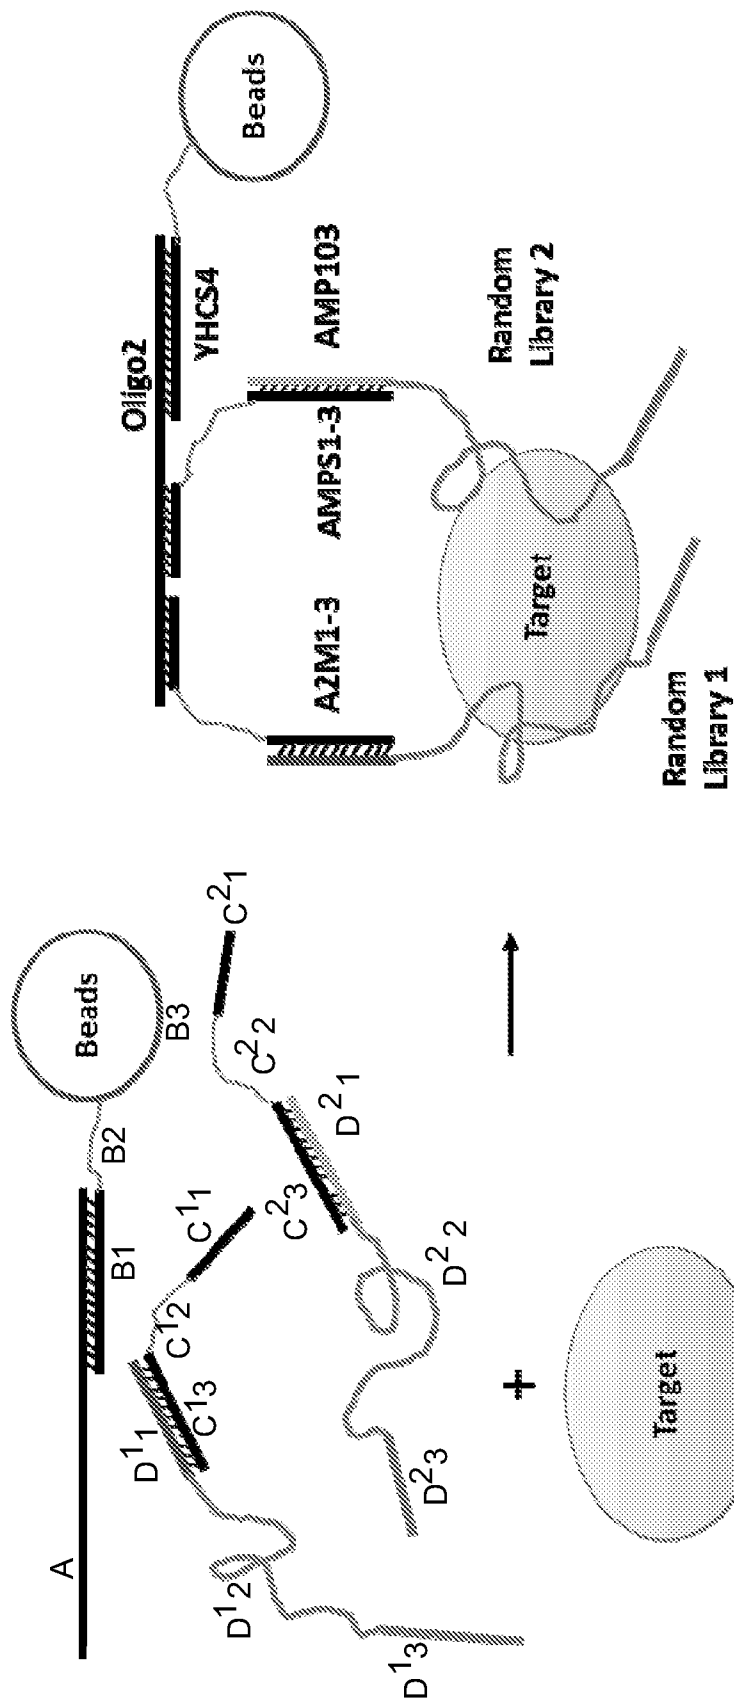 A
B1
B2
Beads
B3
C¹1
C¹2
C¹3
D¹1
D¹2
D¹3
C²1
C²2
C²3
D²1
D²2
D²3
+
Target
Oligo2
YHCS4
Beads
A2M1-3
AMPS1-3
AMP103
Target
Random
Library 1
Random
Library 2